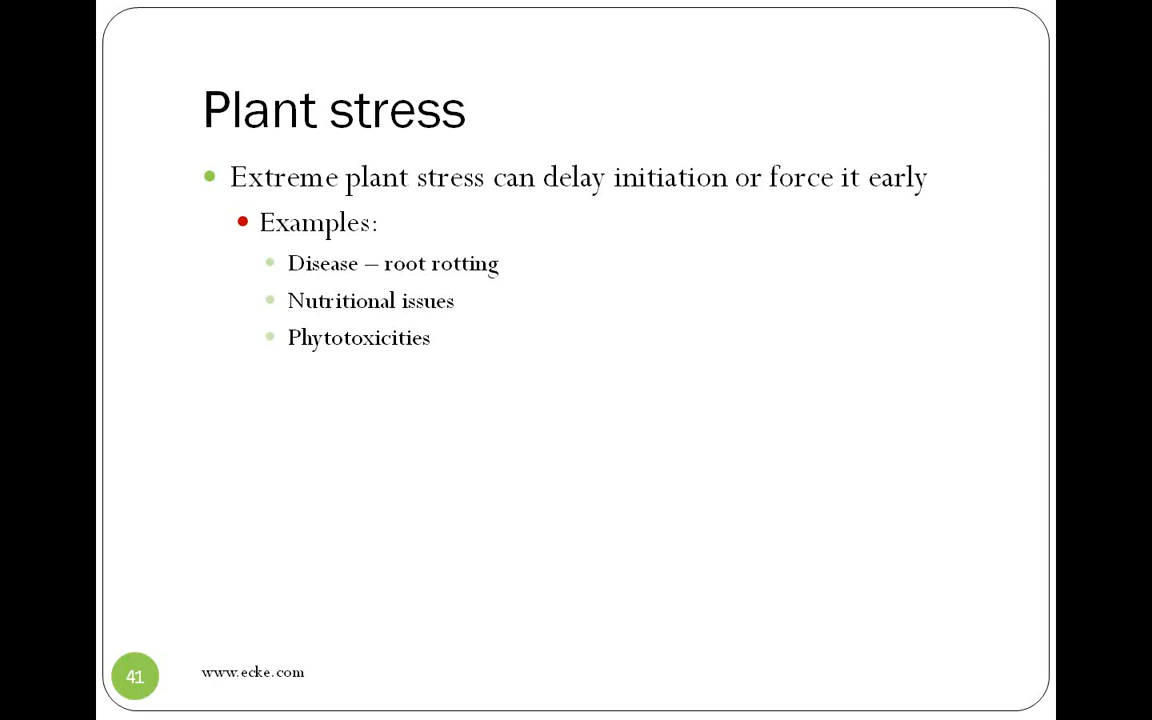 Plant stress
Extreme plant stress can delay initiation or force it early
Examples:
Disease – root rotting
Nutritional issues
Phytotoxicities
41
www.ecke.com